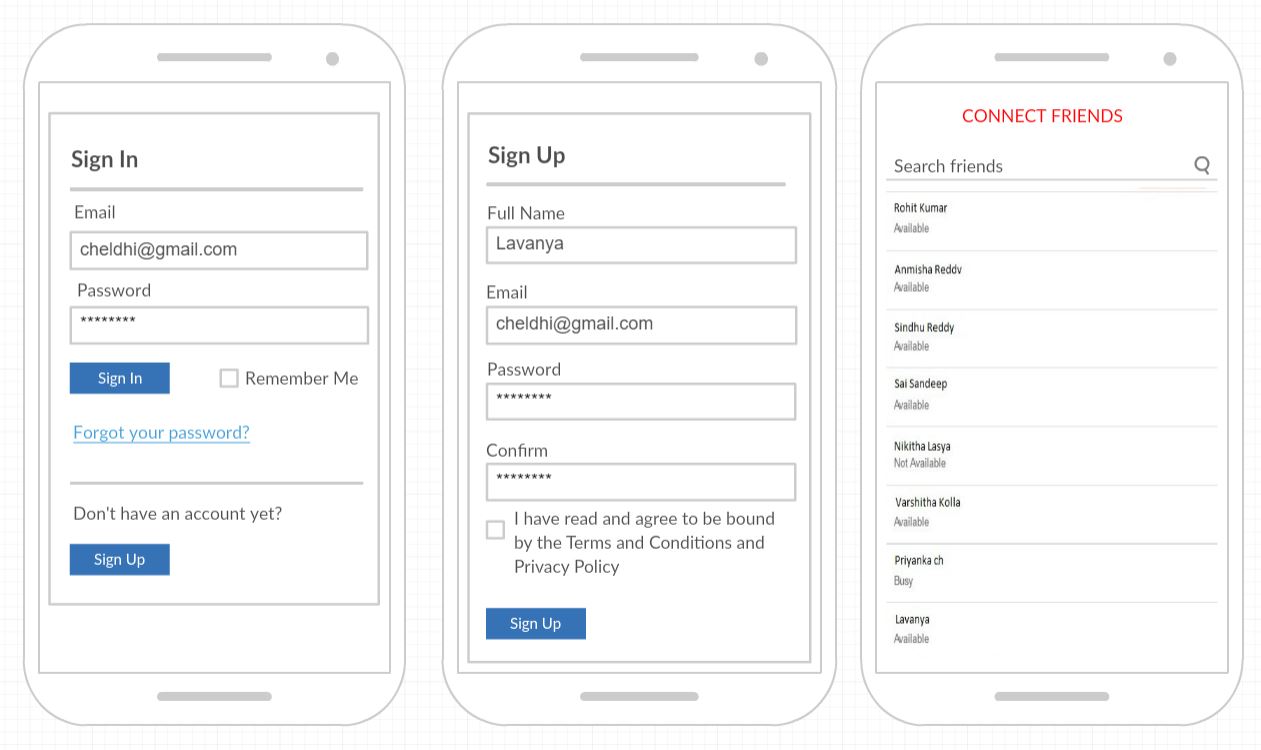 Sign In
Email
cheldhi@gmail.com
Password
********
Sign In
Remember Me
Forgot your password?
Don't have an account yet?
Sign Up
Sign Up
Full Name
Lavanya
Email
cheldhi@gmail.com
Password
********
Confirm
********
I have read and agree to be bound
by the Terms and Conditions and
Privacy Policy
Sign Up
CONNECT FRIENDS
Search friends
Rohit Kumar
Available
Anmisha Reddv
Available
Sindhu Reddy
Available
Sai Sandeep
Available
Nikitha Lasya
Not Available
Varshitha Kolla
Available
Priyanka ch
Busy
Lavanya
Available